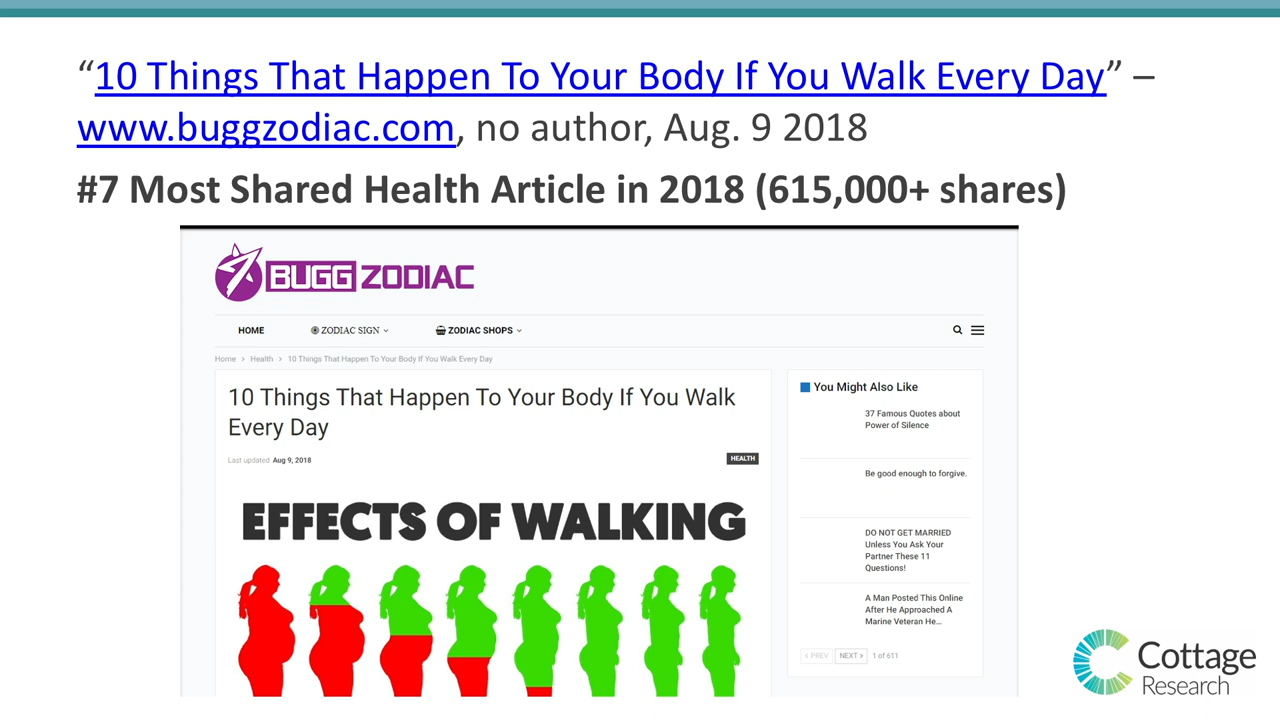 “10 Things That Happen To Your Body If You Walk Every Day” –
www.buggzodiac.com, no author, Aug. 9 2018
#7 Most Shared Health Article in 2018 (615,000+ shares)
BUGG ZODIAC
HOME
ZODIAC SIGN
ZODIAC SHOPS
Home > Health > 10 Things That Happen To Your Body If You Walk Every Day
10 Things That Happen To Your Body If You Walk
Every Day
Last updated Aug 9, 2018
HEALTH
EFFECTS OF WALKING
You Might Also Like
37 Famous Quotes about
Power of Silence
Be good enough to forgive.
DO NOT GET MARRIED
Unless You Ask Your
Partner These 11
Questions!
A Man Posted This Online
After He Approached A
Marine Veteran He...
< PREV
NEXT >
1 of 611
Cottage
Research